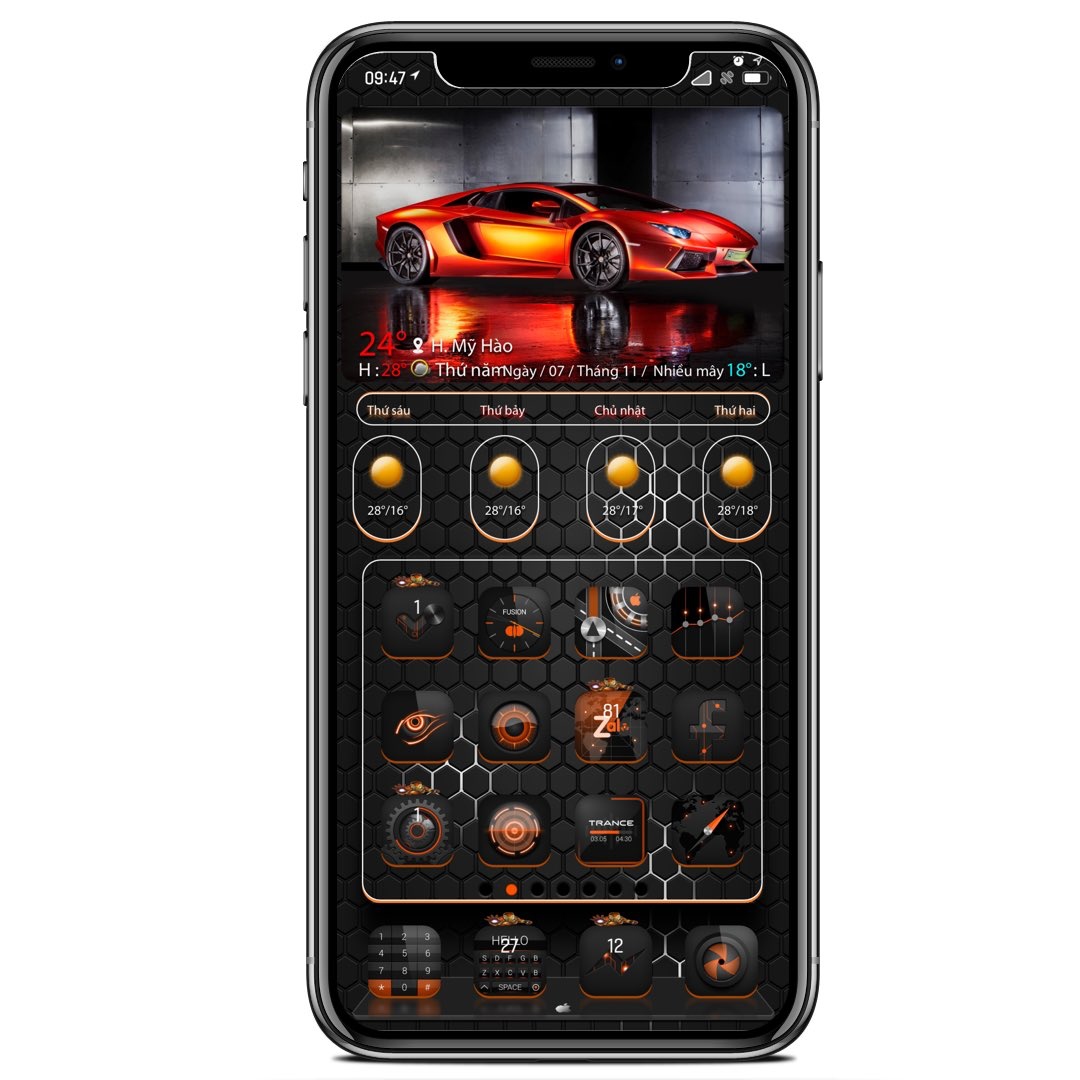 09:47
24° H. Mỹ Hào
H : 28° Thứ năm Ngày / 07 / Tháng 11 / Nhiều mây 18° : L
Thứ sáu Thứ bảy Chủ nhật Thứ hai
28°/16° 28°/16° 28°/17° 28°/18°
1 FUSION
81
Zalo
1 TRANCE
03.05 04:30
1 2 3 HELLO 27 12
4 5 6 S D F G B
7 8 9 Z X C V B
* 0 # SPACE